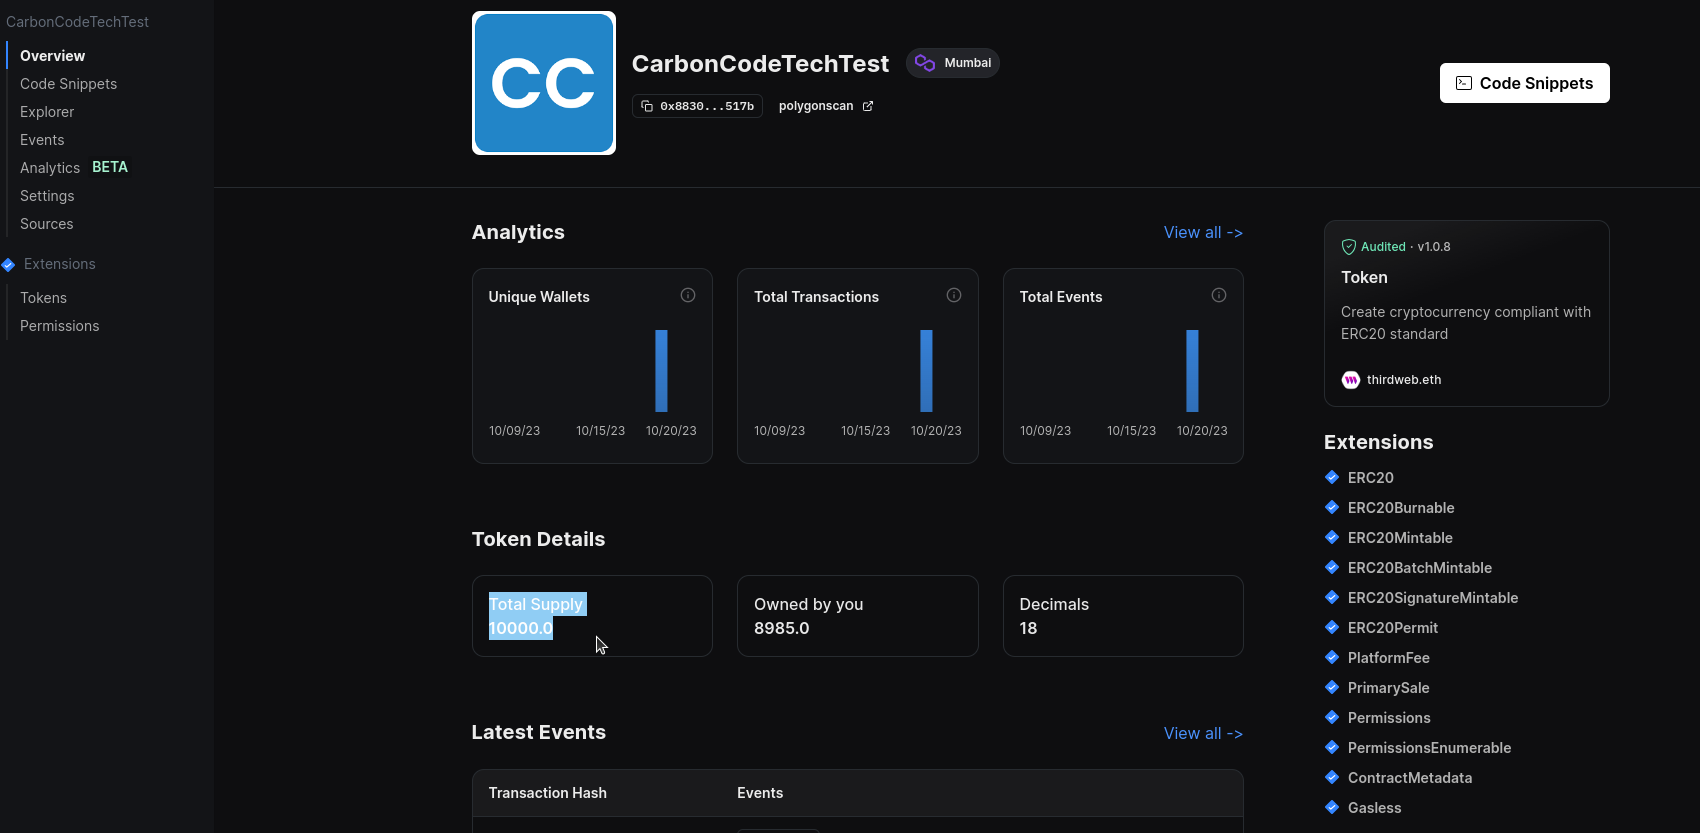 CarbonCodeTechTest
Overview
Code Snippets
Explorer
Events
Analytics BETA
Settings
Sources
Extensions
Tokens
Permissions
CC
CarbonCodeTechTest Mumbai
0x8830...517b polygonscan
Code Snippets
Analytics View all ->
Unique Wallets
10/09/23 10/15/23 10/20/23
Total Transactions
10/09/23 10/15/23 10/20/23
Total Events
10/09/23 10/15/23 10/20/23
Token Details
Total Supply
10000.0
Owned by you
8985.0
Decimals
18
Latest Events View all ->
Transaction Hash Events
Audited · v1.0.8
Token
Create cryptocurrency compliant with
ERC20 standard
thirdweb.eth
Extensions
ERC20
ERC20Burnable
ERC20Mintable
ERC20BatchMintable
ERC20SignatureMintable
ERC20Permit
PlatformFee
PrimarySale
Permissions
PermissionsEnumerable
ContractMetadata
Gasless